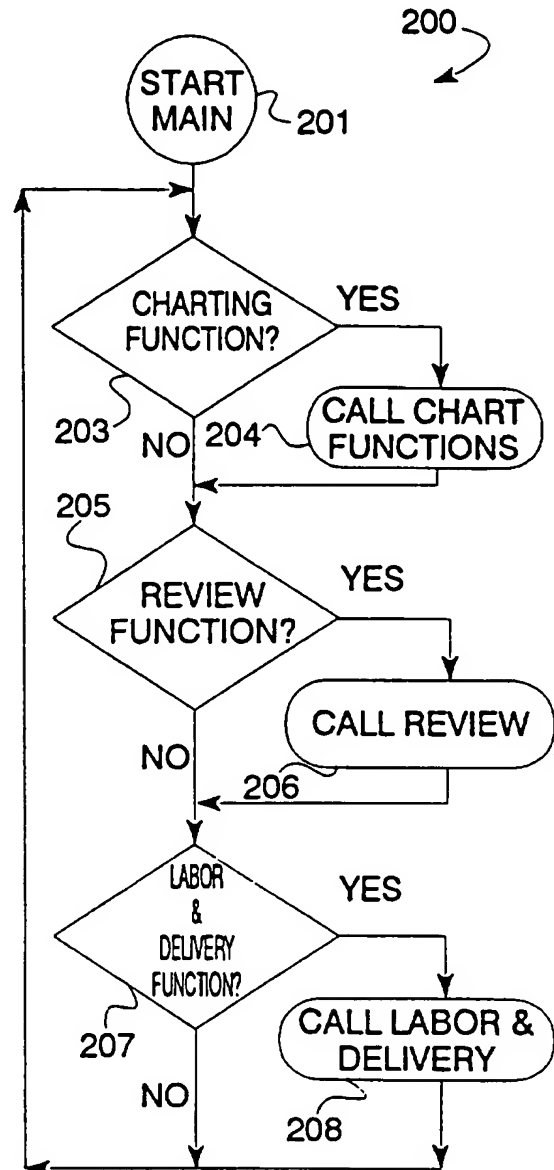 200
START
MAIN
201
CHARTING
FUNCTION?
YES
203
NO
204
CALL CHART
FUNCTIONS
205
REVIEW
FUNCTION?
YES
CALL REVIEW
NO
206
LABOR
&
DELIVERY
FUNCTION?
YES
207
CALL LABOR &
DELIVERY
NO
208